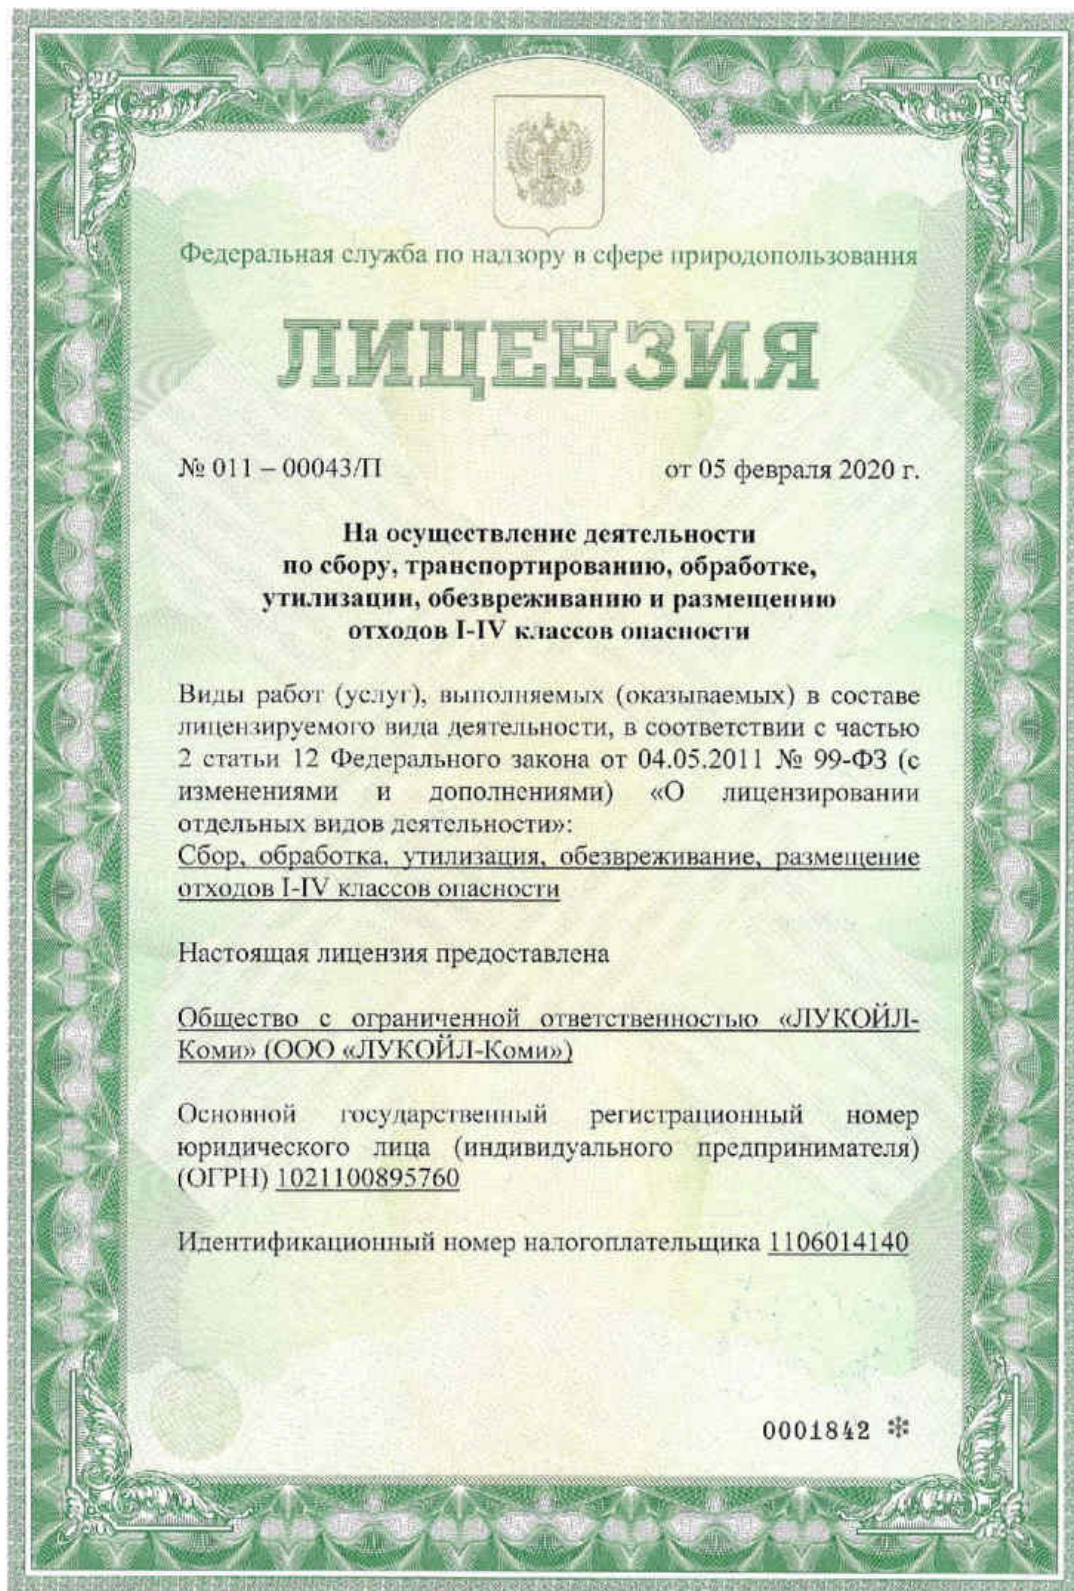 Федеральная служба по надзору в сфере природопользования
ЛИЦЕНЗИЯ
№ 011 – 00043/П от 05 февраля 2020 г.
На осуществление деятельности
по сбору, транспортированию, обработке,
утилизации, обезвреживанию и размещению
отходов I-IV классов опасности
Виды работ (услуг), выполняемых (оказываемых) в составе
лицензируемого вида деятельности, в соответствии с частью
2 статьи 12 Федерального закона от 04.05.2011 № 99-ФЗ (с
изменениями и дополнениями) «О лицензировании
отдельных видов деятельности»:
Сбор, обработка, утилизация, обезвреживание, размещение
отходов I-IV классов опасности
Настоящая лицензия предоставлена
Общество с ограниченной ответственностью «ЛУКОЙЛ-
Коми» (ООО «ЛУКОЙЛ-Коми»)
Основной государственный регистрационный номер
юридического лица (индивидуального предпринимателя)
(ОГРН) 1021100895760
Идентификационный номер налогоплательщика 1106014140
0001842 *